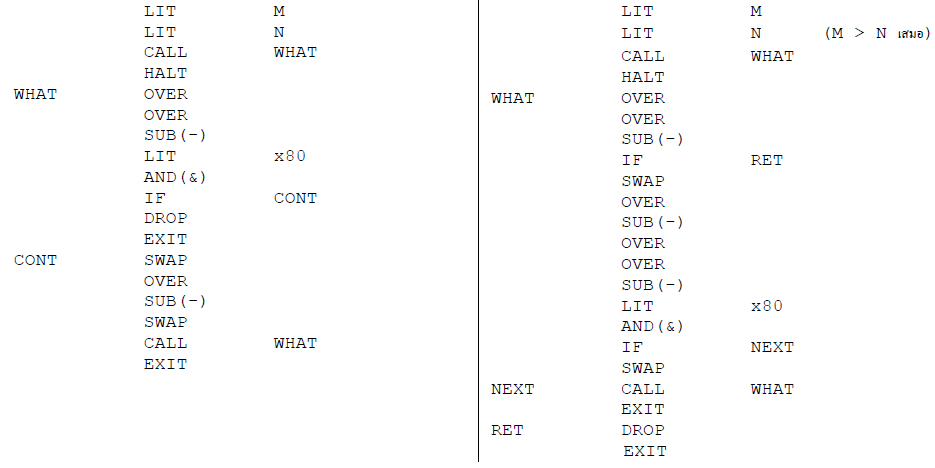 LIT M
LIT N
CALL WHAT
HALT
WHAT OVER
OVER
SUB(-)
LIT x80
AND(&)
IF CONT
DROP
EXIT
CONT SWAP
OVER
SUB(-)
SWAP
CALL WHAT
EXIT
LIT M
LIT N (M > N เสมอ)
CALL WHAT
HALT
WHAT OVER
OVER
SUB(-)
IF RET
SWAP
OVER
SUB(-)
OVER
OVER
SUB(-)
LIT x80
AND(&)
IF NEXT
SWAP
NEXT CALL WHAT
EXIT
RET DROP
EXIT